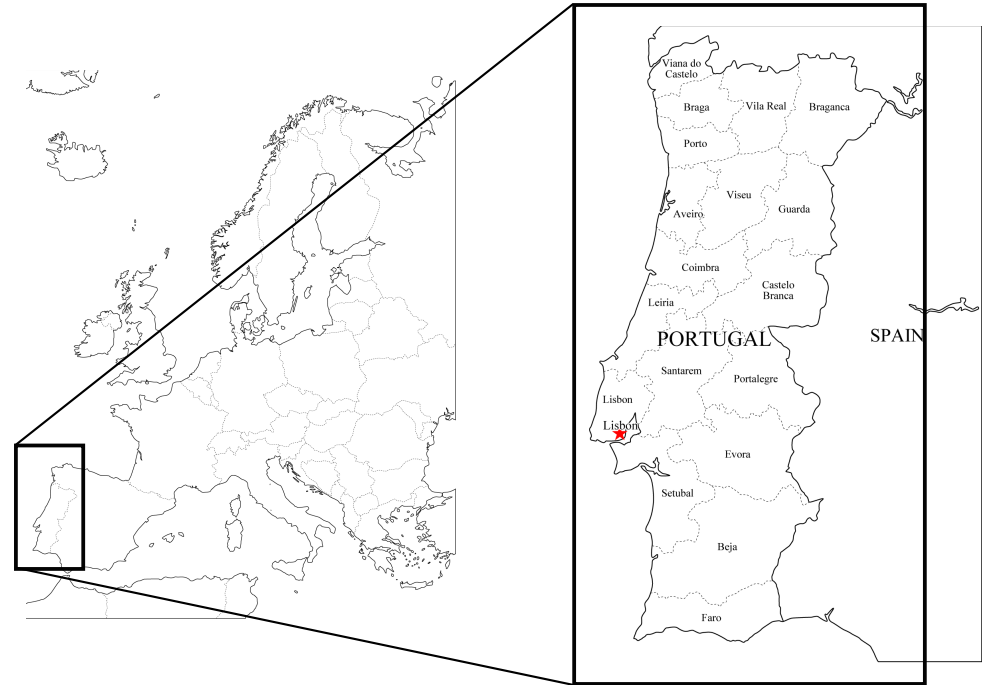 Viana do
Castelo
Braga
Vila Real
Braganca
Porto
Viseu
Aveiro
Guarda
Coimbra
Castelo
Branca
Leiria
PORTUGAL
SPAIN
Santarem
Portalegre
Lisbon
Lisbon
Evora
Setubal
Beja
Faro